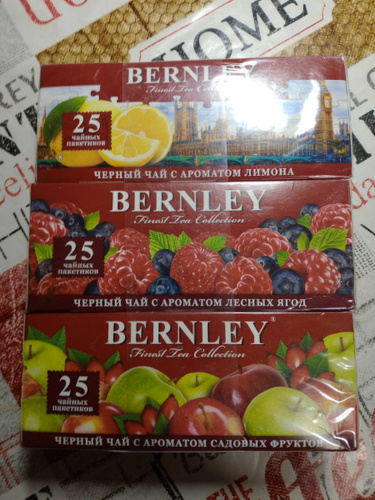 HOME
BERNLEY
Finest Tea Collection
25
чайных
пакетиков
ЧЕРНЫЙ ЧАЙ С АРОМАТОМ ЛИМОНА
BERNLEY
Finest Tea Collection
25
чайных
пакетиков
ЧЕРНЫЙ ЧАЙ С АРОМАТОМ ЛЕСНЫХ ЯГОД
BERNLEY®
Finest Tea Collection
25
чайных
пакетиков
ЧЕРНЫЙ ЧАЙ С АРОМАТОМ САДОВЫХ ФРУКТОВ
THE